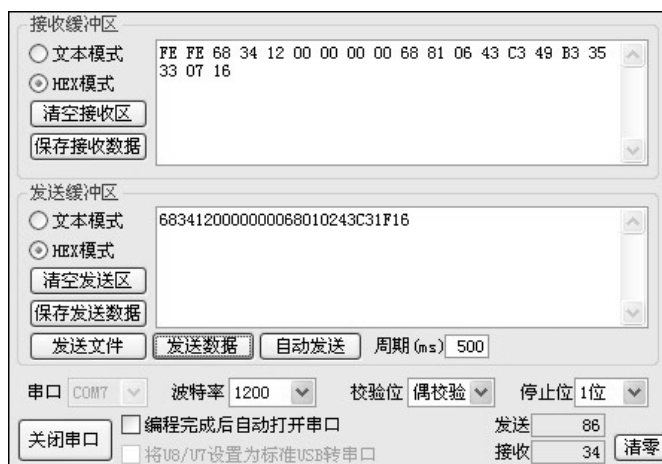 接收缓冲区
文本模式
HEX模式
清空接收区
保存接收数据
FE FE 68 34 12 00 00 00 00 68 81 06 43 C3 49 B3 35
33 07 16
发送缓冲区
文本模式
HEX模式
清空发送区
保存发送数据
6834120000000068010243C31F16
发送文件 发送数据 自动发送 周期(ms) 500
串口 COM7 波特率 1200 校验位 偶校验 停止位 1位
关闭串口
编程完成后自动打开串口
将U8/U7设置为标准USB转串口
发送 86
接收 34
清零